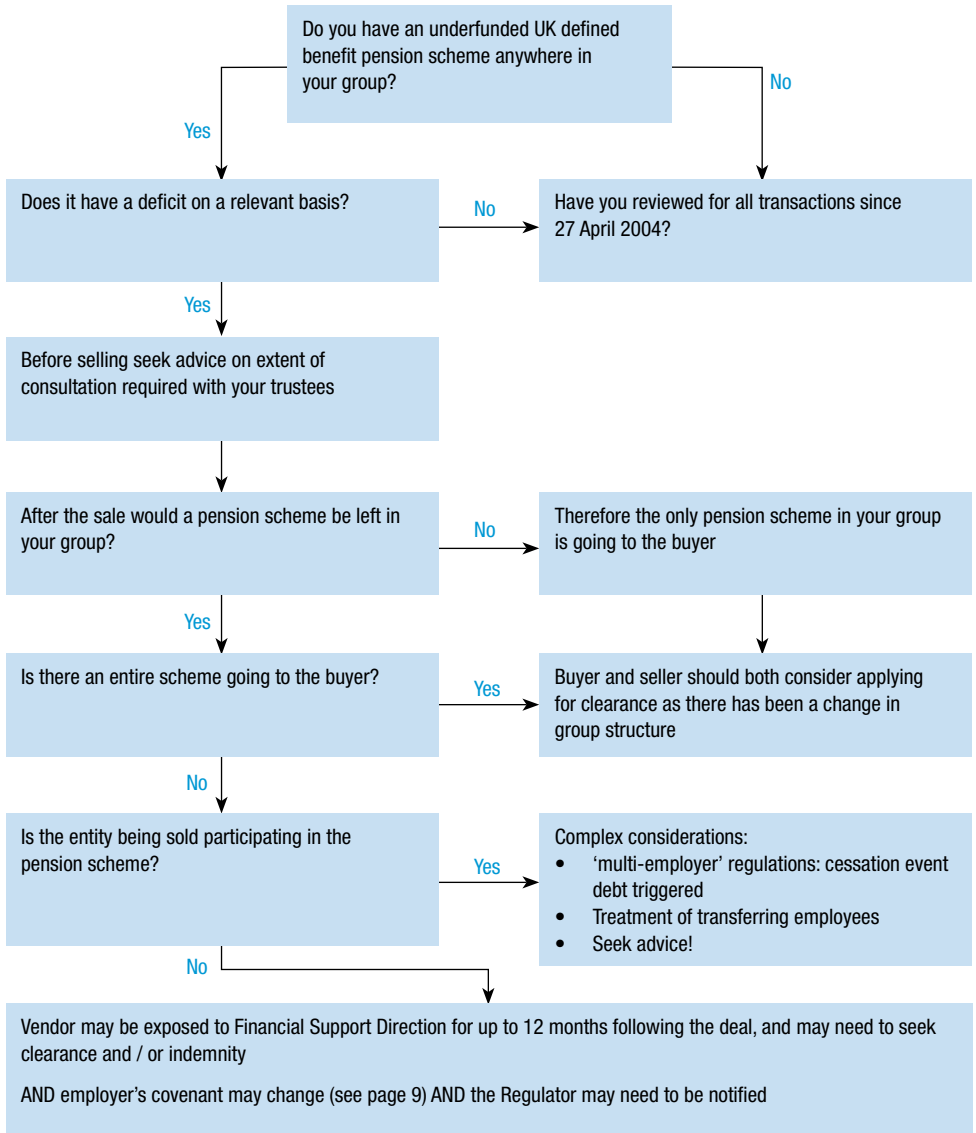 Do you have an underfunded UK defined
benefit pension scheme anywhere in
your group?
No
Yes
Does it have a deficit on a relevant basis?
No
Have you reviewed for all transactions since
27 April 2004?
Yes
Before selling seek advice on extent of
consultation required with your trustees
After the sale would a pension scheme be left in
your group?
No
Therefore the only pension scheme in your group
is going to the buyer
Yes
Is there an entire scheme going to the buyer?
Yes
Buyer and seller should both consider applying
for clearance as there has been a change in
group structure
No
Is the entity being sold participating in the
pension scheme?
Yes
Complex considerations:
• ‘multi-employer’ regulations: cessation event
debt triggered
• Treatment of transferring employees
• Seek advice!
No
Vendor may be exposed to Financial Support Direction for up to 12 months following the deal, and may need to seek
clearance and / or indemnity
AND employer’s covenant may change (see page 9) AND the Regulator may need to be notified